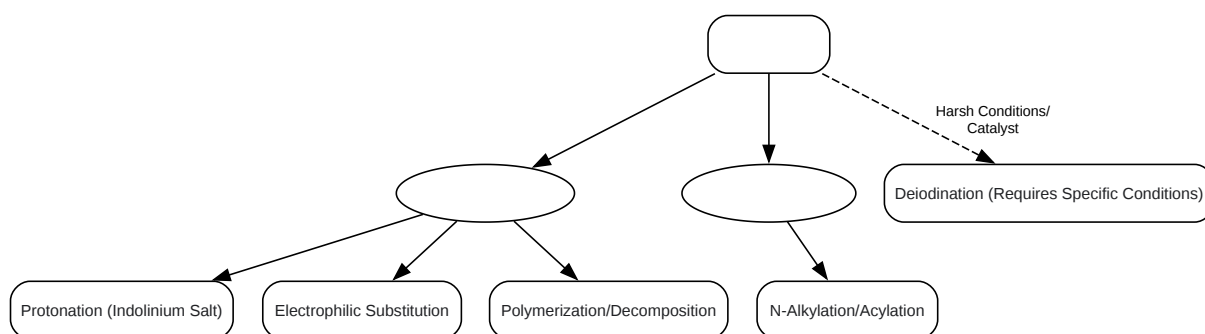 Harsh Conditions/
Catalyst
Deiodination (Requires Specific Conditions)
Protonation (Indolinium Salt)
Electrophilic Substitution
Polymerization/Decomposition
N-Alkylation/Acylation